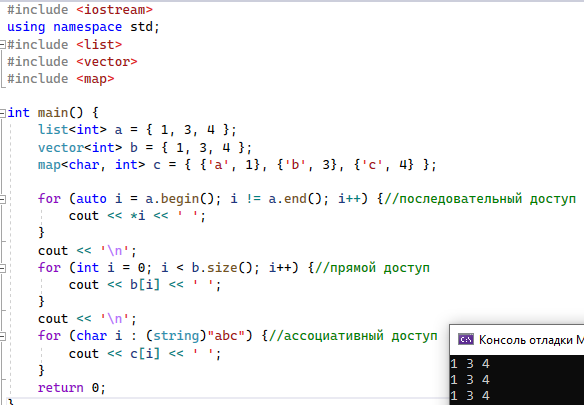 #include <iostream>
using namespace std;
#include <list>
#include <vector>
#include <map>
int main() {
list<int> a = { 1, 3, 4 };
vector<int> b = { 1, 3, 4 };
map<char, int> c = { {'a', 1}, {'b', 3}, {'c', 4} };
for (auto i = a.begin(); i != a.end(); i++) {//последовательный доступ
cout << *i << ' ';
}
cout << '\n';
for (int i = 0; i < b.size(); i++) {//прямой доступ
cout << b[i] << ' ';
}
cout << '\n';
for (char i : (string)"abc") {//ассоциативный доступ
cout << c[i] << ' ';
}
return 0;
}
Консоль отладки M
1 3 4
1 3 4
1 3 4